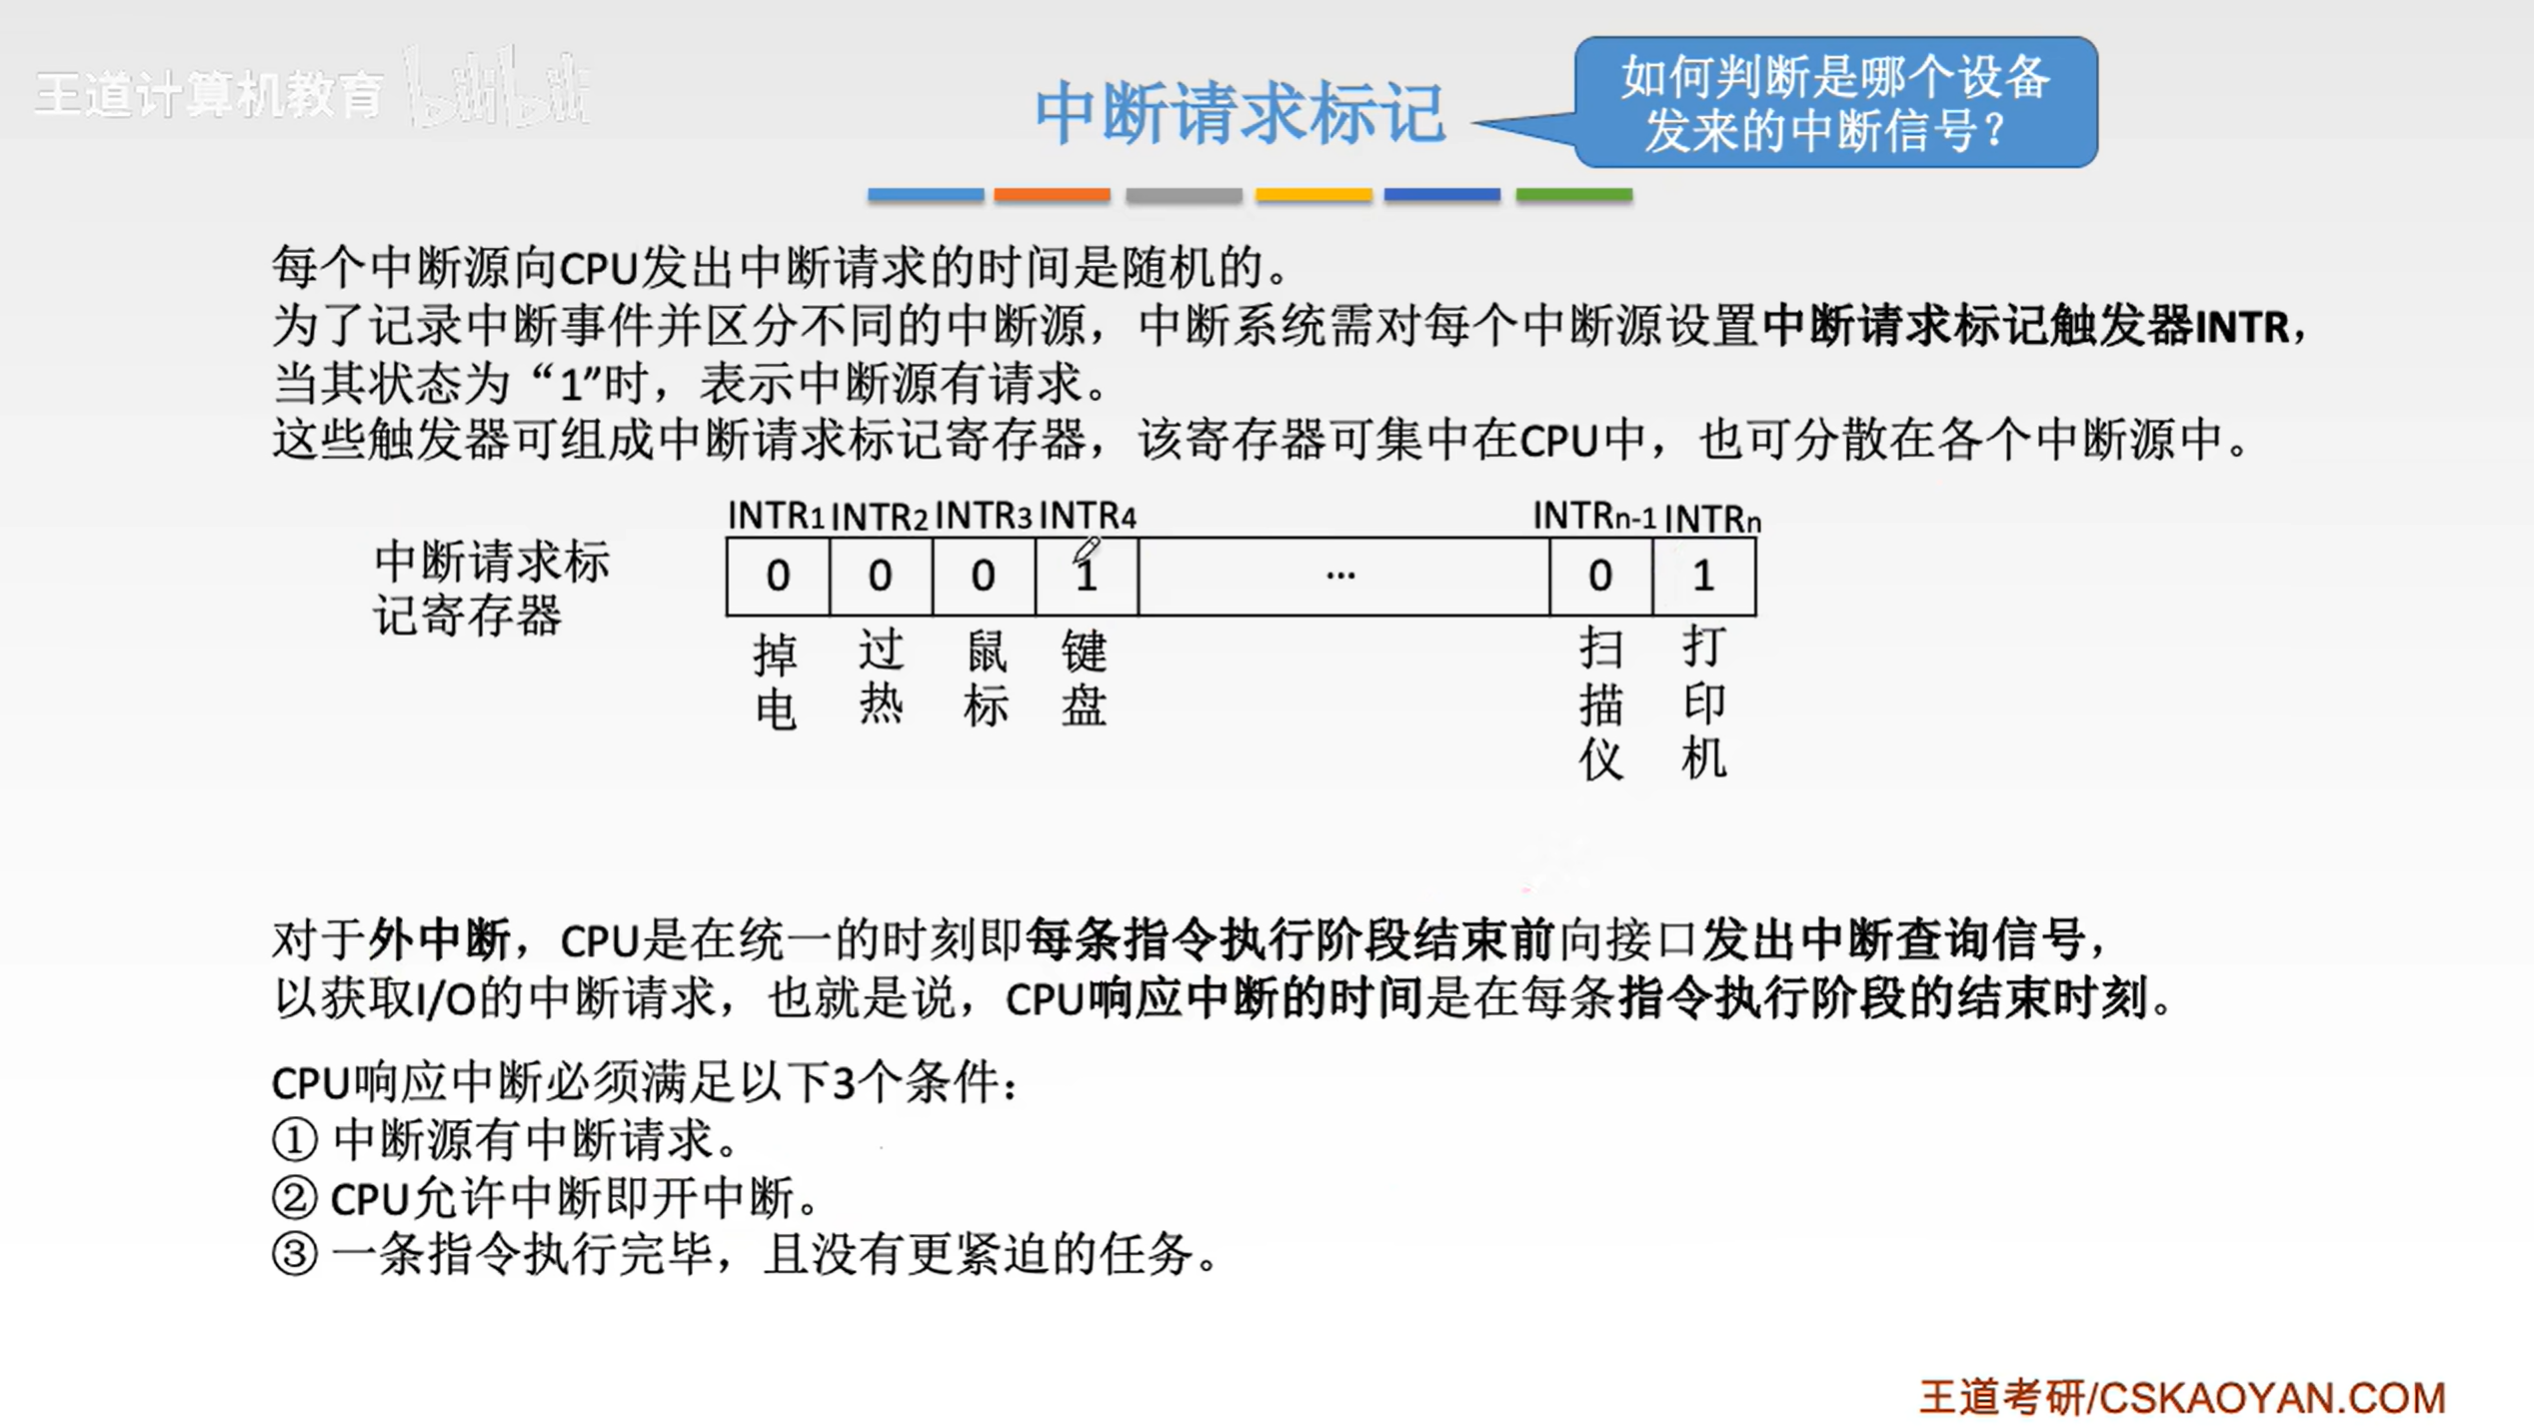 王道计算机教育 bilibili
中断请求标记
如何判断是哪个设备
发来的中断信号？
每个中断源向CPU发出中断请求的时间是随机的。
为了记录中断事件并区分不同的中断源，中断系统需对每个中断源设置中断请求标记触发器INTR，
当其状态为“1”时，表示中断源有请求。
这些触发器可组成中断请求标记寄存器，该寄存器可集中在CPU中，也可分散在各个中断源中。
INTR1 INTR2 INTR3 INTR4 INTRn-1 INTRn
中断请求标
记寄存器
0 0 0 1 ... 0 1
掉电 过热 鼠标 键盘 扫描仪 打印机
对于外中断，CPU是在统一的时刻即每条指令执行阶段结束前向接口发出中断查询信号，
以获取I/O的中断请求，也就是说，CPU响应中断的时间是在每条指令执行阶段的结束时刻。
CPU响应中断必须满足以下3个条件：
① 中断源有中断请求。
② CPU允许中断即开中断。
③ 一条指令执行完毕，且没有更紧迫的任务。
王道考研/CSKAOYAN.COM